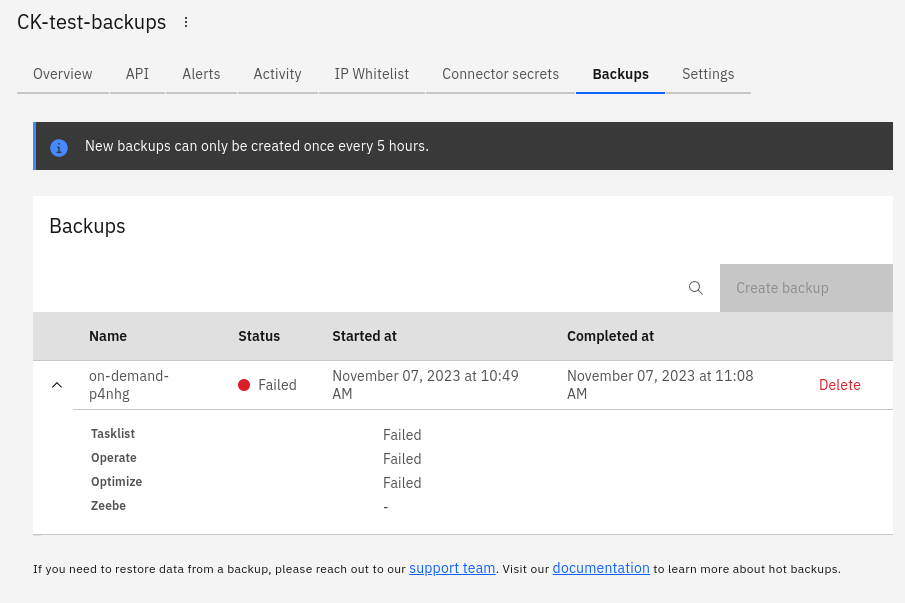 CK-test-backups
Overview API Alerts Activity IP Whitelist Connector secrets Backups Settings
New backups can only be created once every 5 hours.
Backups
Create backup
Name Status Started at Completed at
on-demand-p4nhg Failed November 07, 2023 at 10:49 AM November 07, 2023 at 11:08 AM Delete
Tasklist Failed
Operate Failed
Optimize Failed
Zeebe -
If you need to restore data from a backup, please reach out to our support team. Visit our documentation to learn more about hot backups.